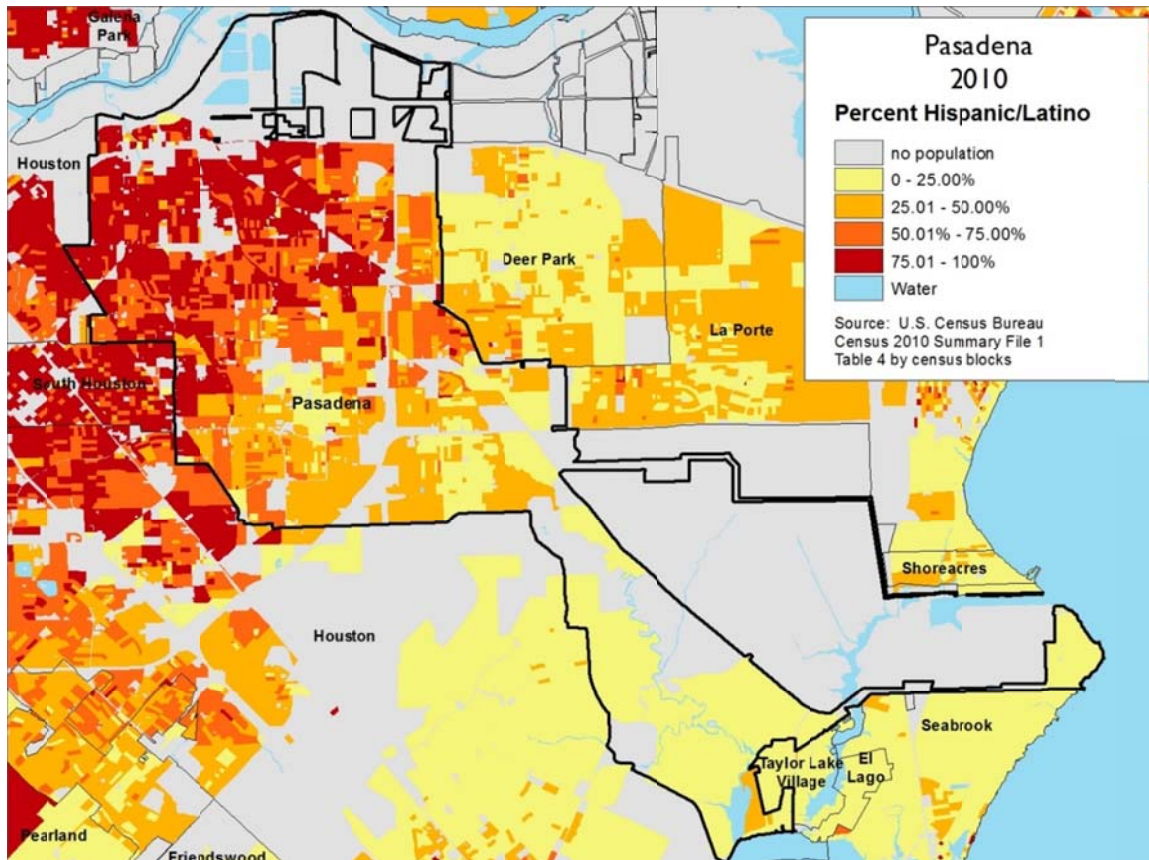 Galena
Park
Pasadena
2010
Percent Hispanic/Latino
no population
0 - 25.00%
25.01 - 50.00%
50.01% - 75.00%
75.01 - 100%
Water
Source: U.S. Census Bureau
Census 2010 Summary File 1
Table 4 by census blocks
Houston
Deer Park
La Porte
South Houston
Pasadena
Shoreacres
Houston
Seabrook
Taylor Lake
Village
El
Lago
Pearland
Friendswood